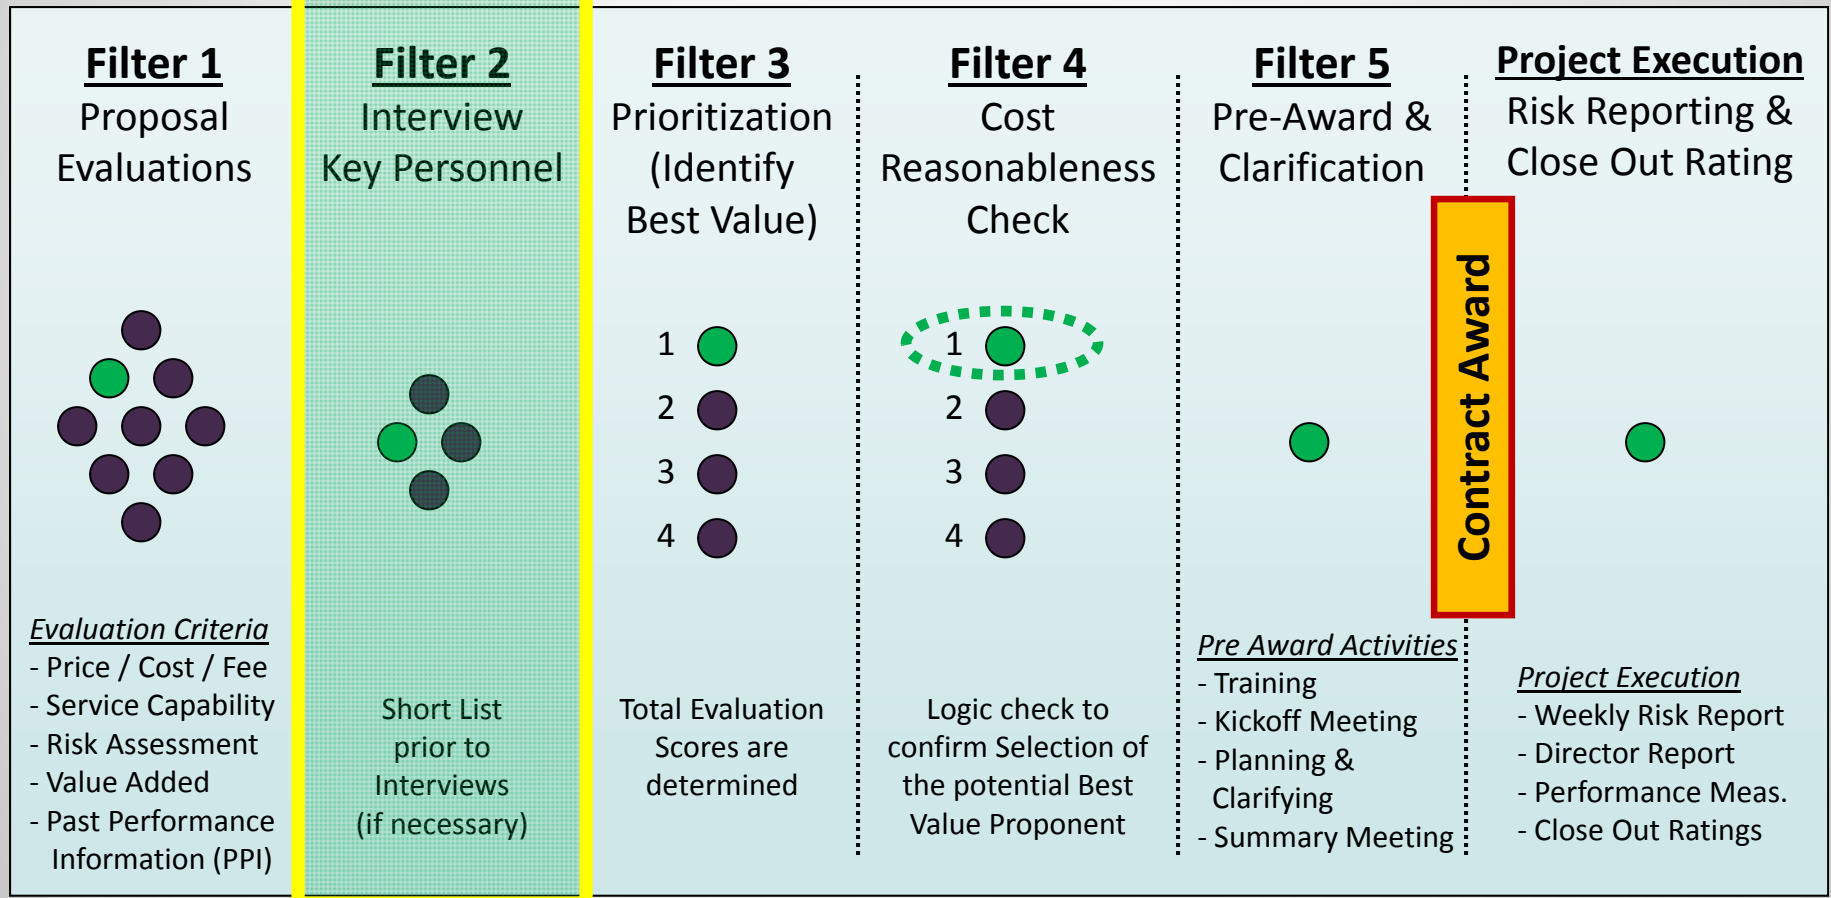 Filter 1
Proposal
Evaluations
Evaluation Criteria
- Price / Cost / Fee
- Service Capability
- Risk Assessment
- Value Added
- Past Performance
Information (PPI)
Filter 2
Interview
Key Personnel
Short List
prior to
Interviews
(if necessary)
Filter 3
Prioritization
(Identify
Best Value)
1
2
3
4
Total Evaluation
Scores are
determined
Filter 4
Cost
Reasonableness
Check
1
2
3
4
Logic check to
confirm Selection of
the potential Best
Value Proponent
Filter 5
Pre-Award &
Clarification
Pre Award Activities
- Training
- Kickoff Meeting
- Planning &
Clarifying
- Summary Meeting
Contract Award
Project Execution
Risk Reporting &
Close Out Rating
Project Execution
- Weekly Risk Report
- Director Report
- Performance Meas.
- Close Out Ratings